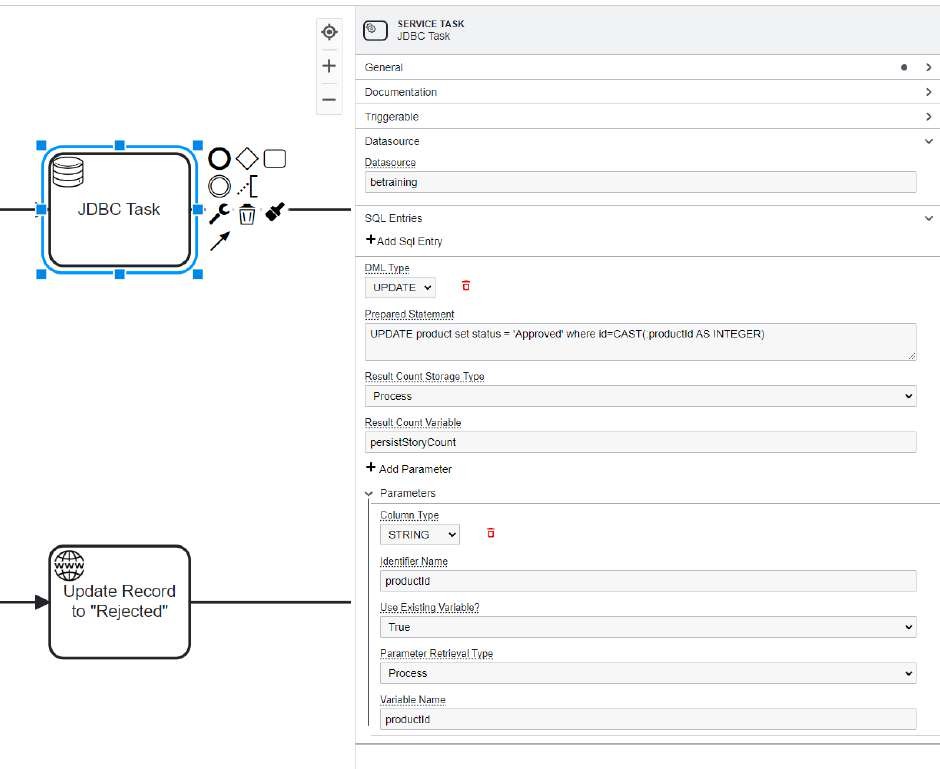 SERVICE TASK
JDBC Task
General
Documentation
Triggerable
Datasource
Datasource
betraining
SQL Entries
+Add Sql Entry
DML Type
UPDATE
Prepared Statement
UPDATE product set status = 'Approved' where id=CAST(:productId AS INTEGER)
Result Count Storage Type
Process
Result Count Variable
persistStoryCount
+ Add Parameter
Parameters
Column Type
STRING
Identifier Name
productId
Use Existing Variable?
True
Parameter Retrieval Type
Process
Variable Name
productId
JDBC Task
WWW
Update Record
to "Rejected"